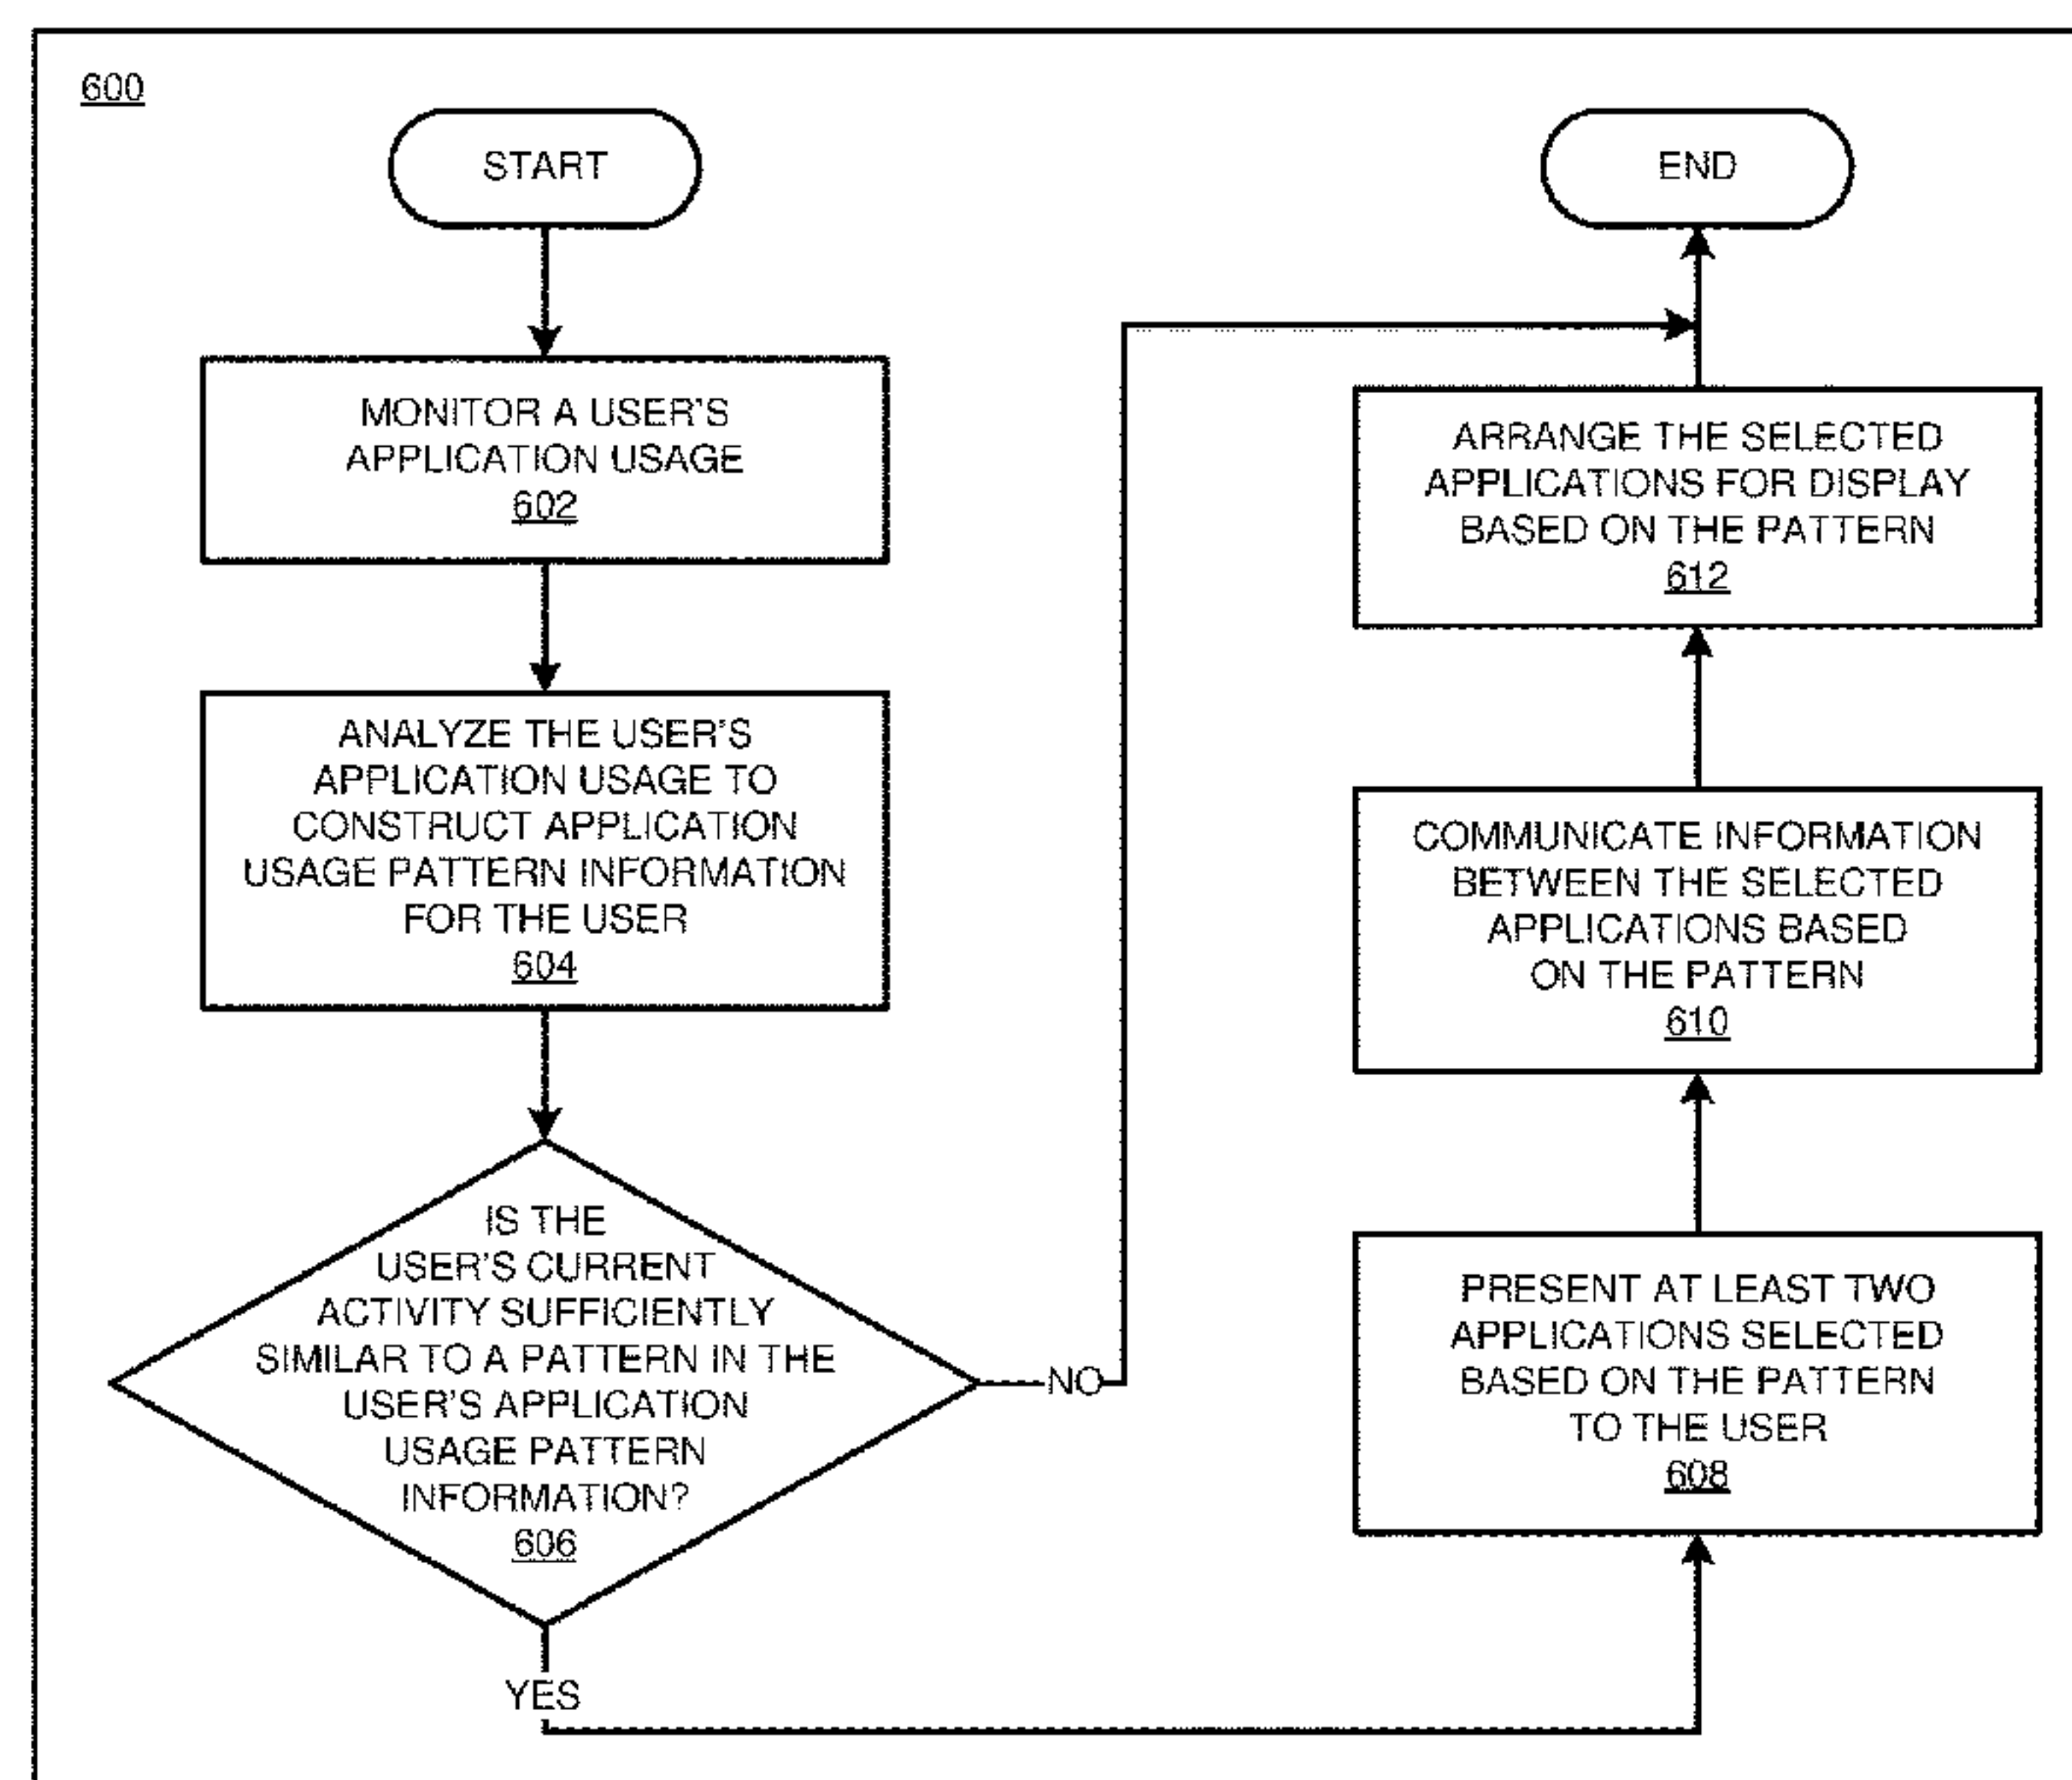 600
START
MONITOR A USER'S
APPLICATION USAGE
602
ANALYZE THE USER'S
APPLICATION USAGE TO
CONSTRUCT APPLICATION
USAGE PATTERN INFORMATION
FOR THE USER
604
IS THE
USER'S CURRENT
ACTIVITY SUFFICIENTLY
SIMILAR TO A PATTERN IN THE
USER'S APPLICATION
USAGE PATTERN
INFORMATION?
606
NO
YES
PRESENT AT LEAST TWO
APPLICATIONS SELECTED
BASED ON THE PATTERN
TO THE USER
608
COMMUNICATE INFORMATION
BETWEEN THE SELECTED
APPLICATIONS BASED
ON THE PATTERN
610
ARRANGE THE SELECTED
APPLICATIONS FOR DISPLAY
BASED ON THE PATTERN
612
END